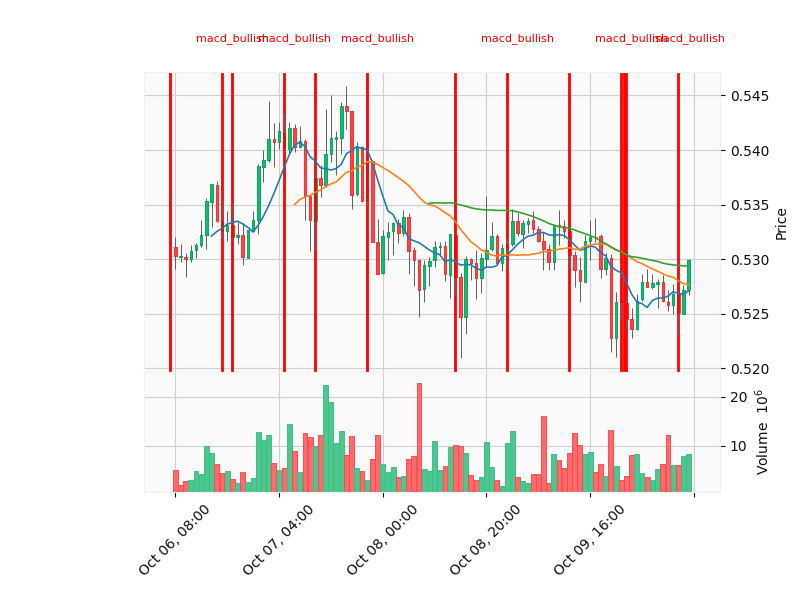 macd_bullish macd_bullish macd_bullish macd_bullish macd_bullish macd_bullish
0.545
0.540
0.535
0.530
0.525
0.520
Price
20
10
Volume 10⁶
Oct 06, 08:00
Oct 07, 04:00
Oct 08, 00:00
Oct 08, 20:00
Oct 09, 16:00